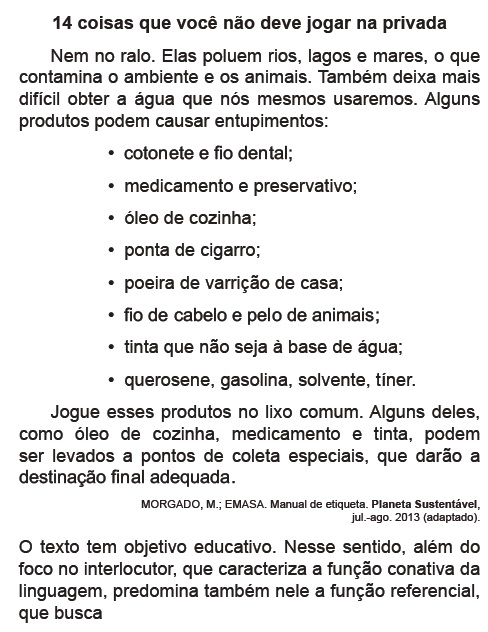 14 coisas que você não deve jogar na privada
Nem no ralo. Elas poluem rios, lagos e mares, o que
contamina o ambiente e os animais. Também deixa mais
difícil obter a água que nós mesmos usaremos. Alguns
produtos podem causar entupimentos:
• cotonete e fio dental;
• medicamento e preservativo;
• óleo de cozinha;
• ponta de cigarro;
• poeira de varrição de casa;
• fio de cabelo e pelo de animais;
• tinta que não seja à base de água;
• querosene, gasolina, solvente, tíner.
Jogue esses produtos no lixo comum. Alguns deles,
como óleo de cozinha, medicamento e tinta, podem
ser levados a pontos de coleta especiais, que darão a
destinação final adequada.
MORGADO, M.; EMASA. Manual de etiqueta. Planeta Sustentável,
jul.-ago. 2013 (adaptado).
O texto tem objetivo educativo. Nesse sentido, além do
foco no interlocutor, que caracteriza a função conativa da
linguagem, predomina também nele a função referencial,
que busca